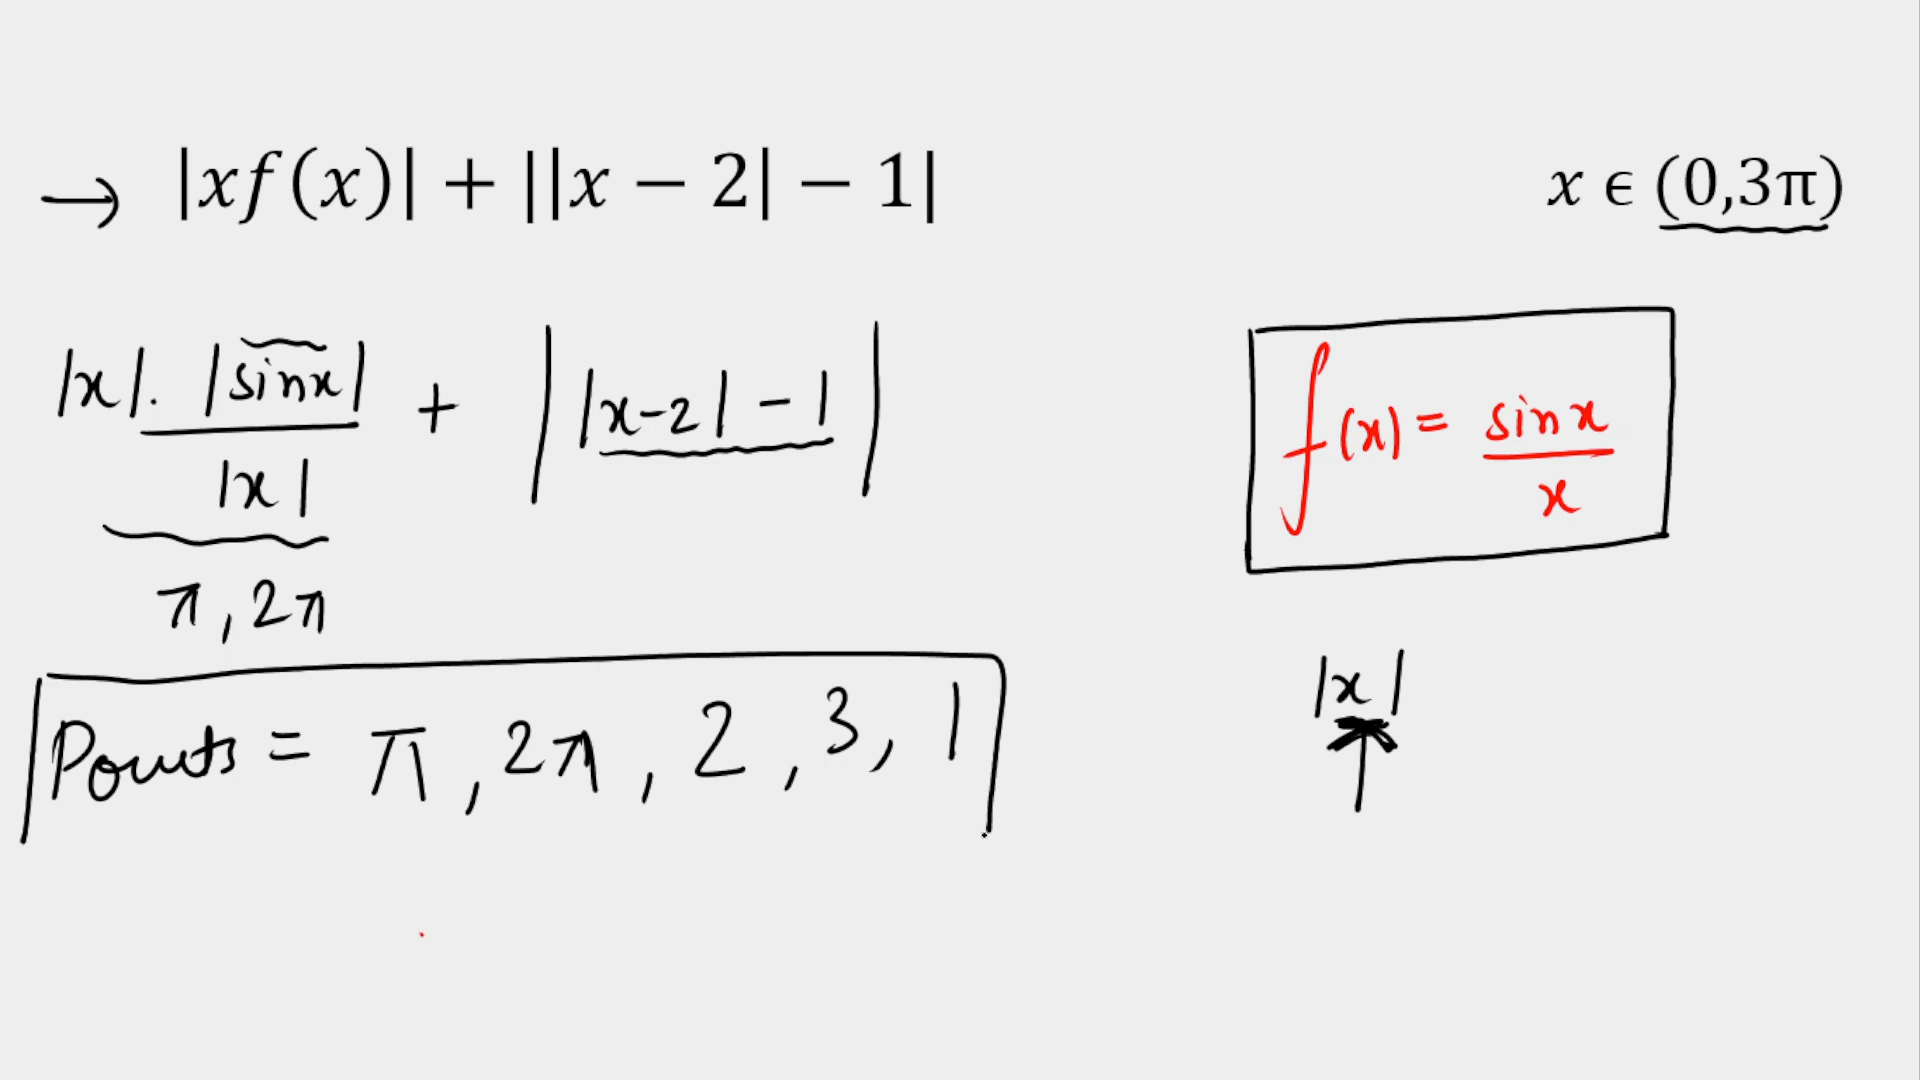 → |xf(x)| + ||x − 2| − 1|
x ϵ (0,3π)
|x|. |sinx| + | |x-2| - 1 |
|x|
π, 2π
f(x) = sinx
x
|x|
Points = π, 2π, 2, 3, 1